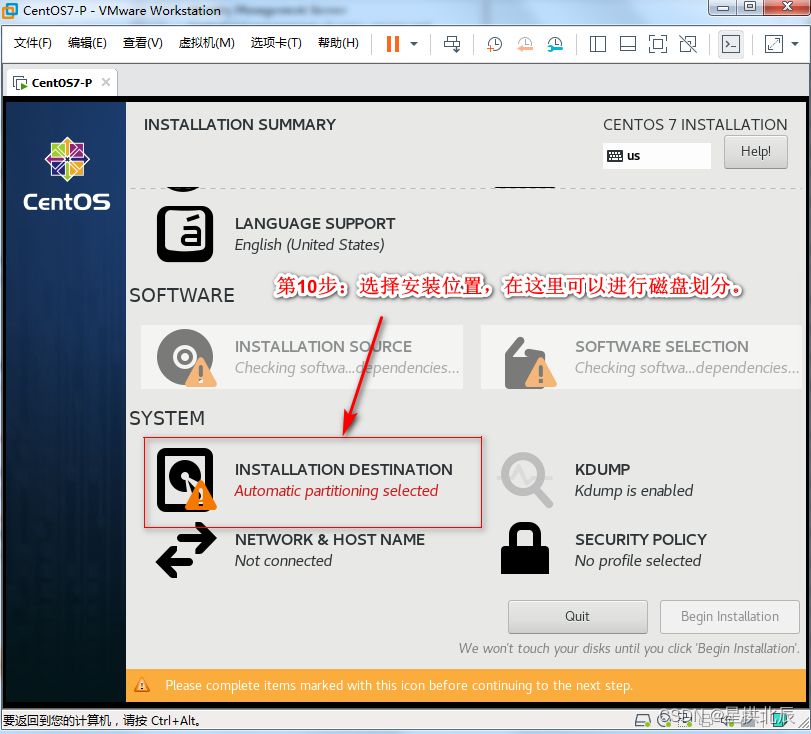 CentOS7-P - VMware Workstation
文件(F) 编辑(E) 查看(V) 虚拟机(M) 选项卡(T) 帮助(H)
CentOS7-P
INSTALLATION SUMMARY
CENTOS 7 INSTALLATION
us
Help!
CentOS
LANGUAGE SUPPORT
English (United States)
第10步：选择安装位置，在这里可以进行磁盘划分。
SOFTWARE
INSTALLATION SOURCE
Checking softwa...dependencies...
SOFTWARE SELECTION
Checking softwa...dependencies...
SYSTEM
INSTALLATION DESTINATION
Automatic partitioning selected
KDUMP
Kdump is enabled
NETWORK & HOST NAME
Not connected
SECURITY POLICY
No profile selected
Quit
Begin Installation
We won't touch your disks until you click 'Begin Installation'.
Please complete items marked with this icon before continuing to the next step.
要返回到您的计算机，请按 Ctrl+Alt。
CSDN @星拱北辰